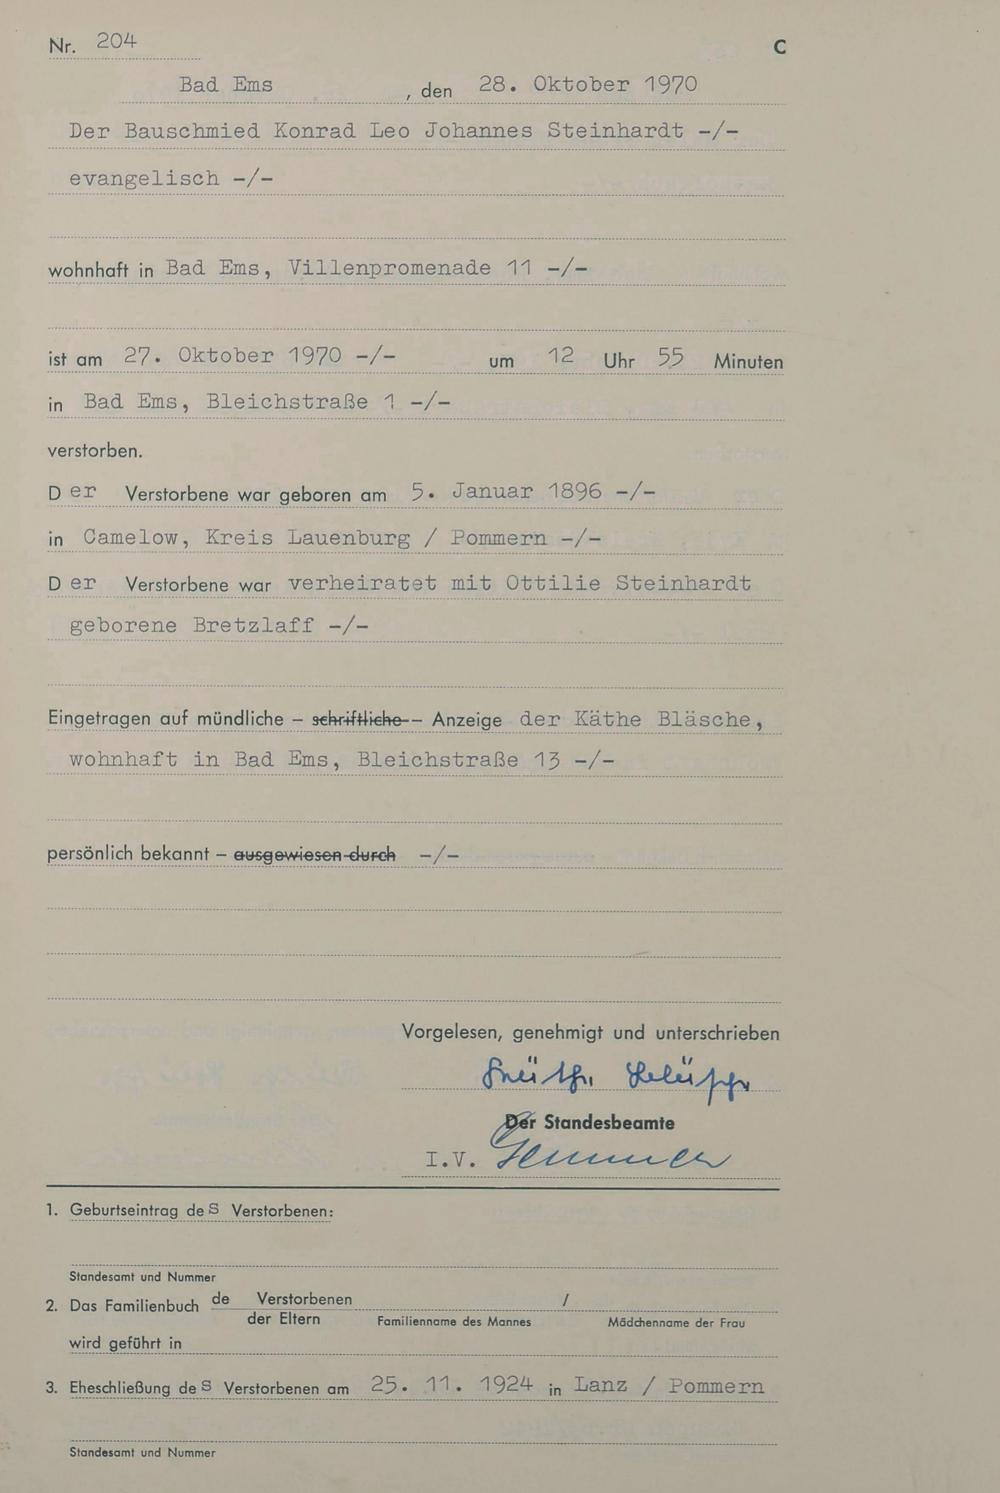 Nr. 204
C
Bad Ems , den 28. Oktober 1970
Der Bauschmied Konrad Leo Johannes Steinhardt -/-
evangelisch -/-
wohnhaft in Bad Ems, Villenpromenade 11 -/-
ist am 27. Oktober 1970 -/- um 12 Uhr 55 Minuten
in Bad Ems, Bleichstraße 1 -/-
verstorben.
Der Verstorbene war geboren am 5. Januar 1896 -/-
in Camelow, Kreis Lauenburg / Pommern -/-
Der Verstorbene war verheiratet mit Ottilie Steinhardt
geborene Bretzlaff -/-
Eingetragen auf mündliche – schriftliche – Anzeige der Käthe Bläsche,
wohnhaft in Bad Ems, Bleichstraße 13 -/-
persönlich bekannt – ausgewiesen durch -/-
Vorgelesen, genehmigt und unterschrieben
Käthe Bläsche
Der Standesbeamte
I.V.
1. Geburtseintrag des Verstorbenen:
Standesamt und Nummer
2. Das Familienbuch de Verstorbenen /
der Eltern Familienname des Mannes Mädchenname der Frau
wird geführt in
3. Eheschließung des Verstorbenen am 25. 11. 1924 in Lanz / Pommern
Standesamt und Nummer